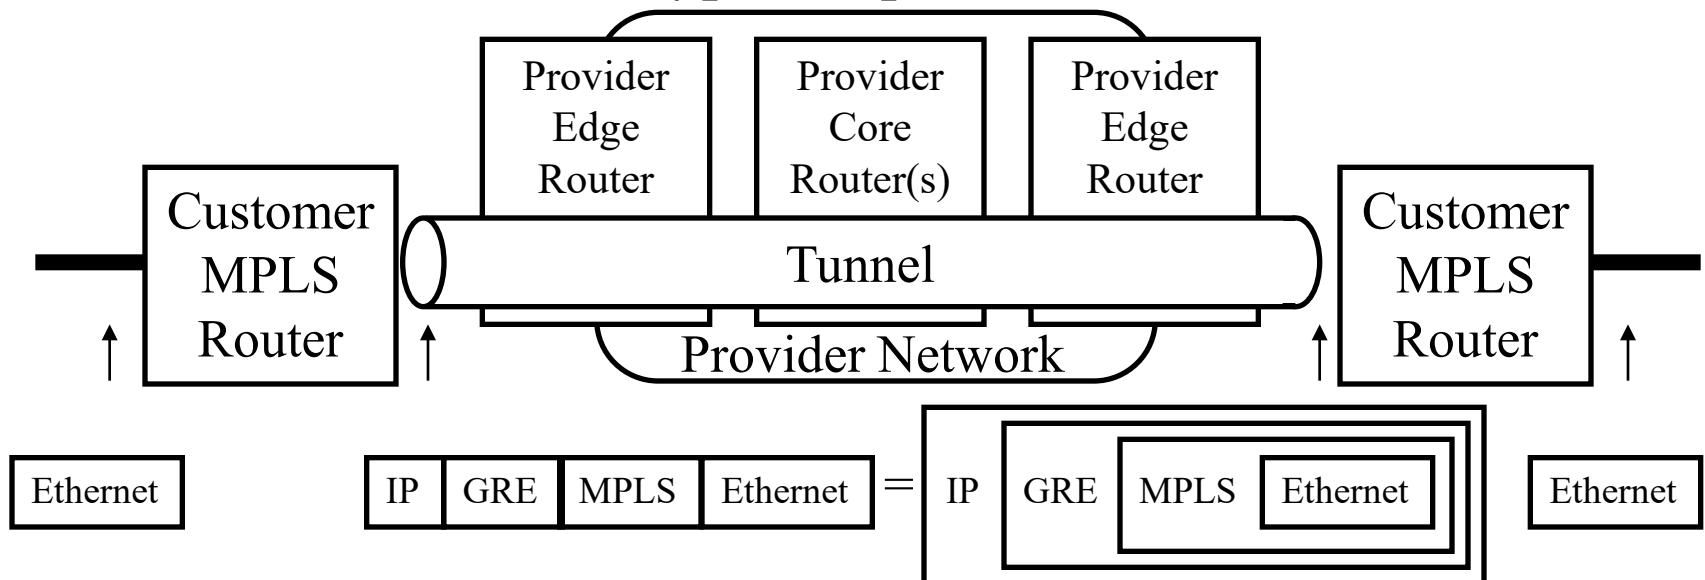 Provider
Edge
Router
Provider
Core
Router(s)
Provider
Edge
Router
Customer
MPLS
Router
Tunnel
Customer
MPLS
Router
Provider Network
Ethernet
IP GRE MPLS Ethernet = IP GRE MPLS Ethernet
Ethernet